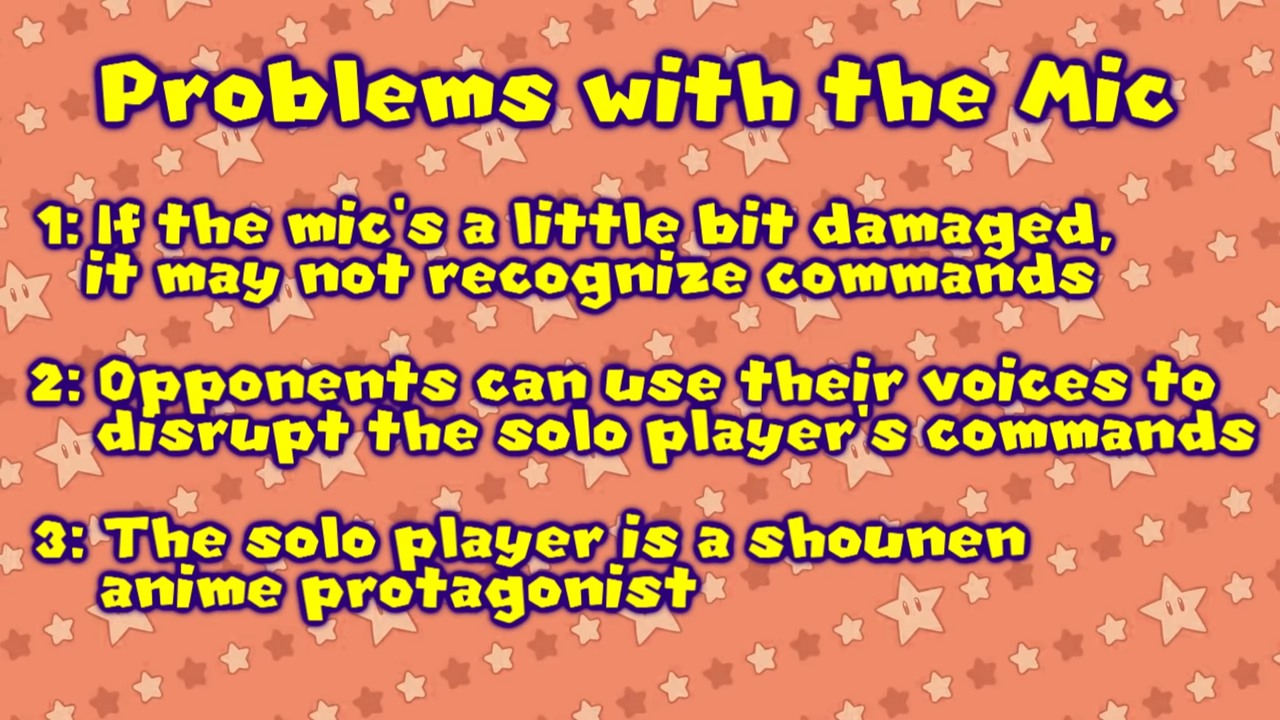 Problems with the Mic
1: If the mic's a little bit damaged,
it may not recognize commands
2: Opponents can use their voices to
disrupt the solo player's commands
3: The solo player is a shounen
anime protagonist